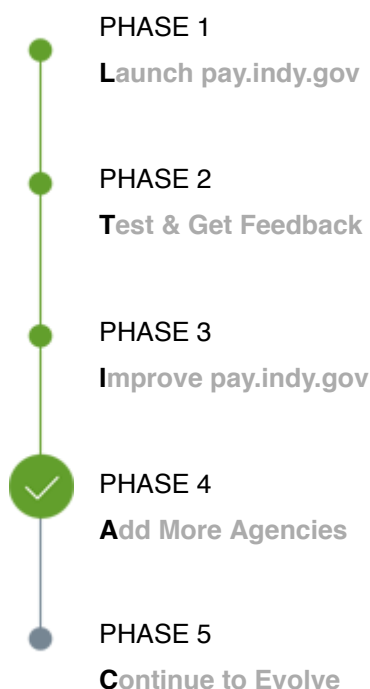 PHASE 1
Launch pay.indy.gov
PHASE 2
Test & Get Feedback
PHASE 3
Improve pay.indy.gov
PHASE 4
Add More Agencies
PHASE 5
Continue to Evolve